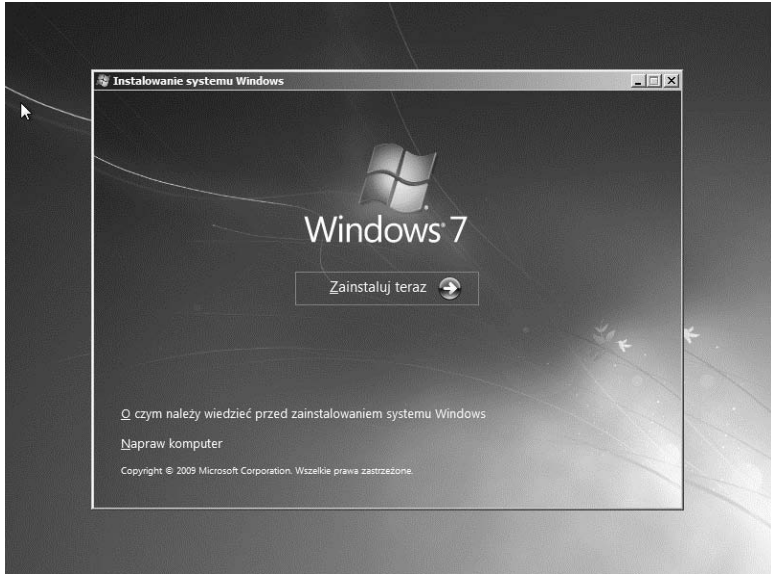 Instalowanie systemu Windows
Windows 7
Zainstaluj teraz
O czym należy wiedzieć przed zainstalowaniem systemu Windows
Napraw komputer
Copyright © 2009 Microsoft Corporation. Wszelkie prawa zastrzeżone.